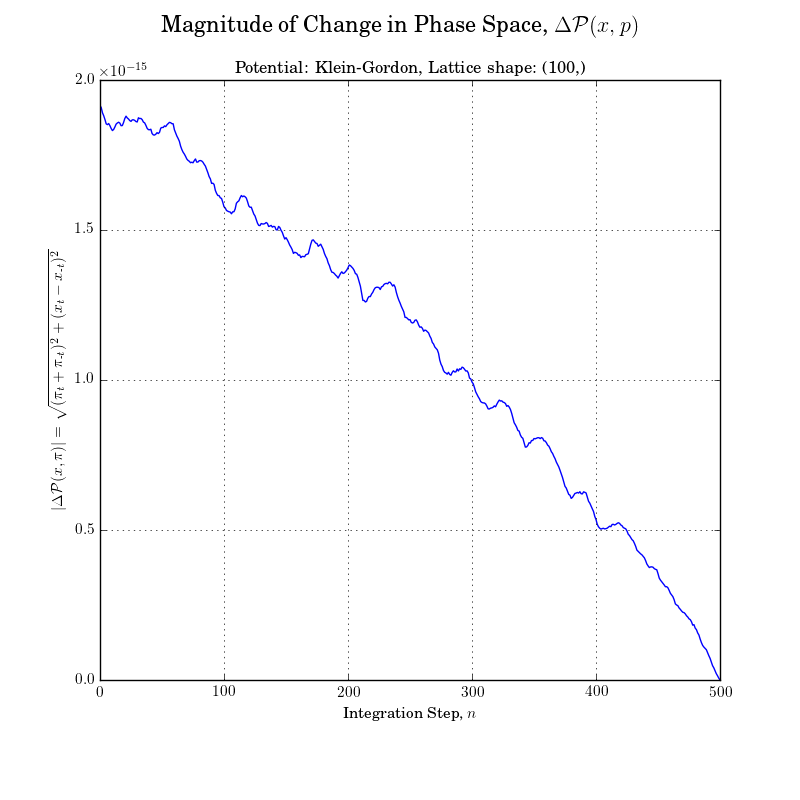 Magnitude of Change in Phase Space, Δ𝒫(x, p)
Potential: Klein-Gordon, Lattice shape: (100,)
×10⁻¹⁵
2.0
1.5
1.0
0.5
0.0
|Δ𝒫(x, π)| = √(π_t + π_-t)² + (x_t − x_-t)²
0 100 200 300 400 500
Integration Step, n